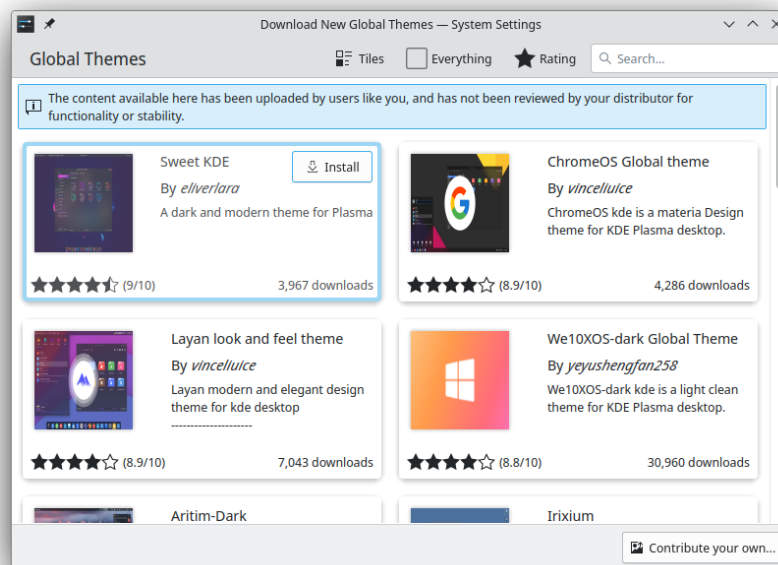 Download New Global Themes — System Settings
Global Themes
Tiles
Everything
Rating
Search...
The content available here has been uploaded by users like you, and has not been reviewed by your distributor for
functionality or stability.
Sweet KDE
Install
By eliverlara
A dark and modern theme for Plasma
(9/10)
3,967 downloads
ChromeOS Global theme
By vinceliuice
ChromeOS kde is a materia Design
theme for KDE Plasma desktop.
(8.9/10)
4,286 downloads
Layan look and feel theme
By vinceliuice
Layan modern and elegant design
theme for kde desktop
--------------------
(8.9/10)
7,043 downloads
We10XOS-dark Global Theme
By yeyushengfan258
We10XOS-dark kde is a light clean
theme for KDE Plasma desktop.
(8.8/10)
30,960 downloads
Aritim-Dark
Irixium
Contribute your own...